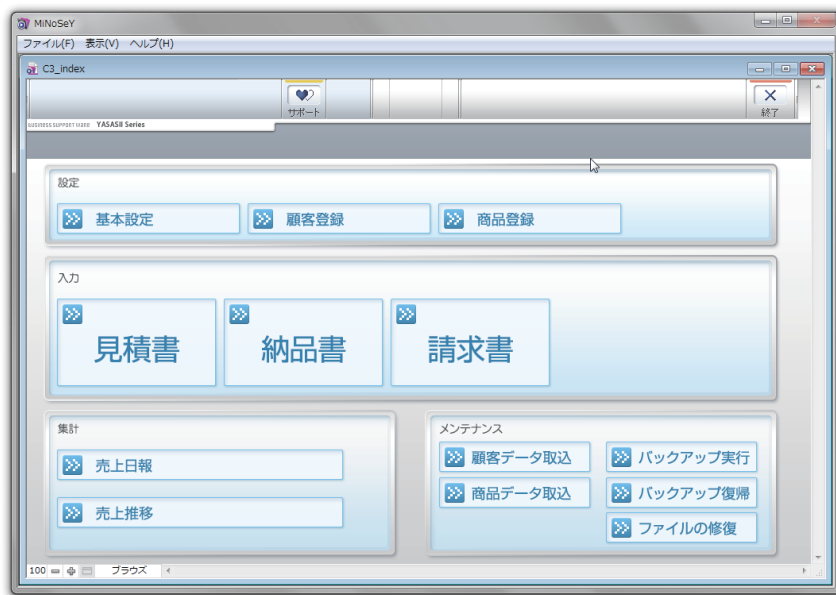 MiNoSeY
ファイル(F) 表示(V) ヘルプ(H)
C3_index
サポート
終了
BUSINESS SUPPORT WARE YASASII Series
設定
基本設定 顧客登録 商品登録
入力
見積書 納品書 請求書
集計
売上日報
売上推移
メンテナンス
顧客データ取込 バックアップ実行
商品データ取込 バックアップ復帰
ファイルの修復
100 ブラウズ